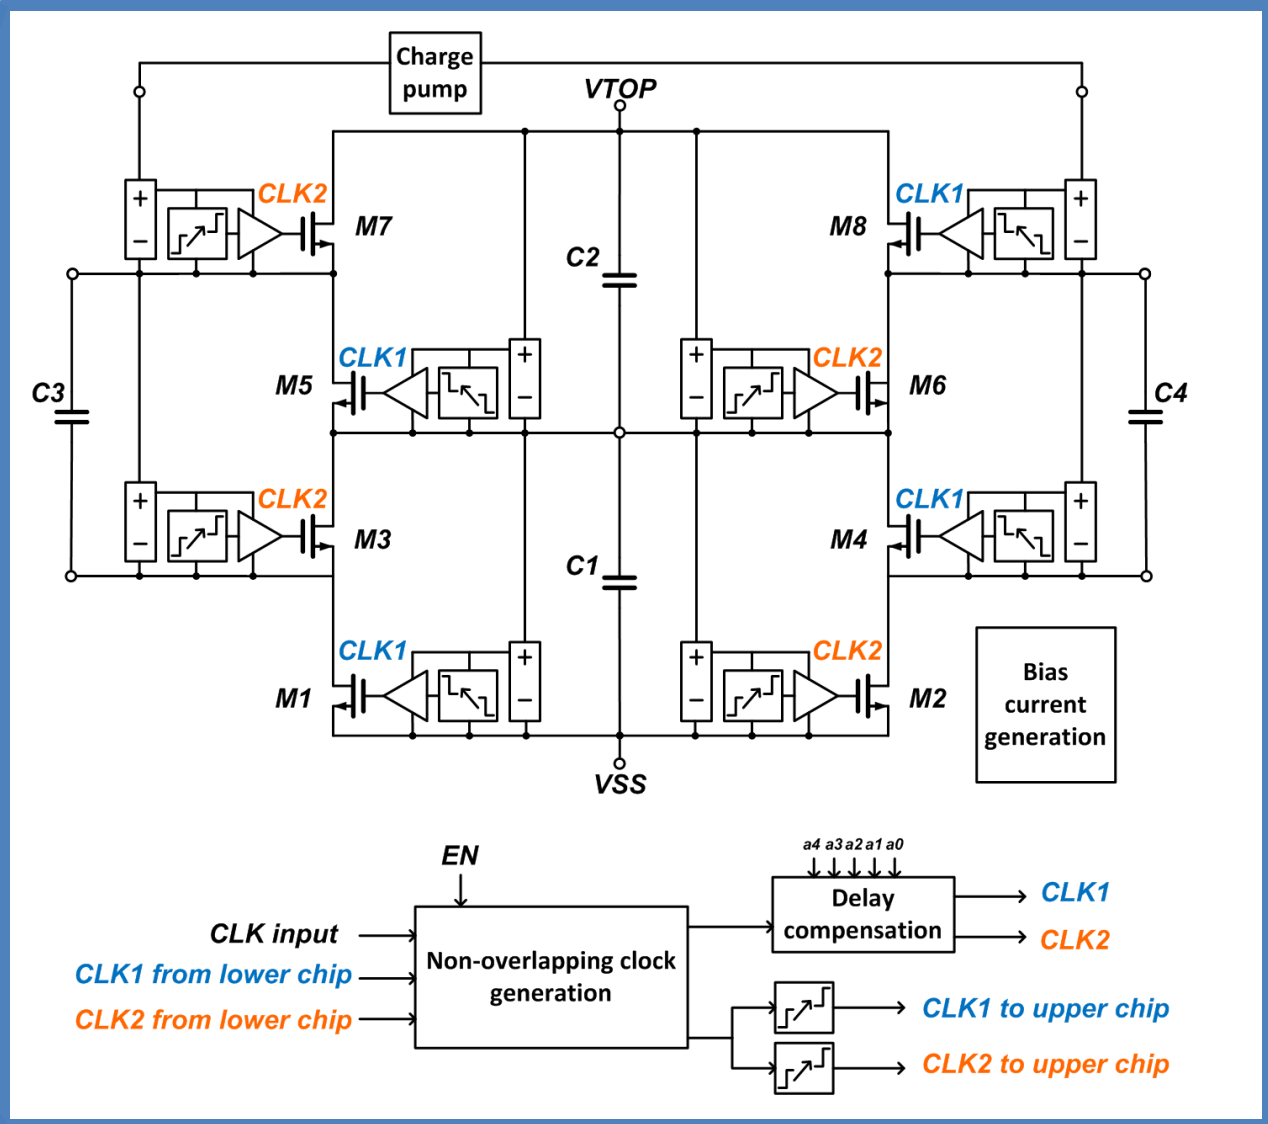 Charge
pump
VTOP
CLK2
CLK1
+
+
M7
M8
−
−
C2
CLK1
CLK2
+
+
M5
M6
C3
C4
−
−
CLK2
CLK1
+
+
M3
M4
−
−
C1
CLK1
CLK2
+
+
M1
M2
−
−
Bias
current
generation
VSS
EN
a4 a3 a2 a1 a0
Delay
compensation
CLK1
CLK2
CLK input
CLK1 from lower chip
CLK2 from lower chip
Non-overlapping clock
generation
CLK1 to upper chip
CLK2 to upper chip